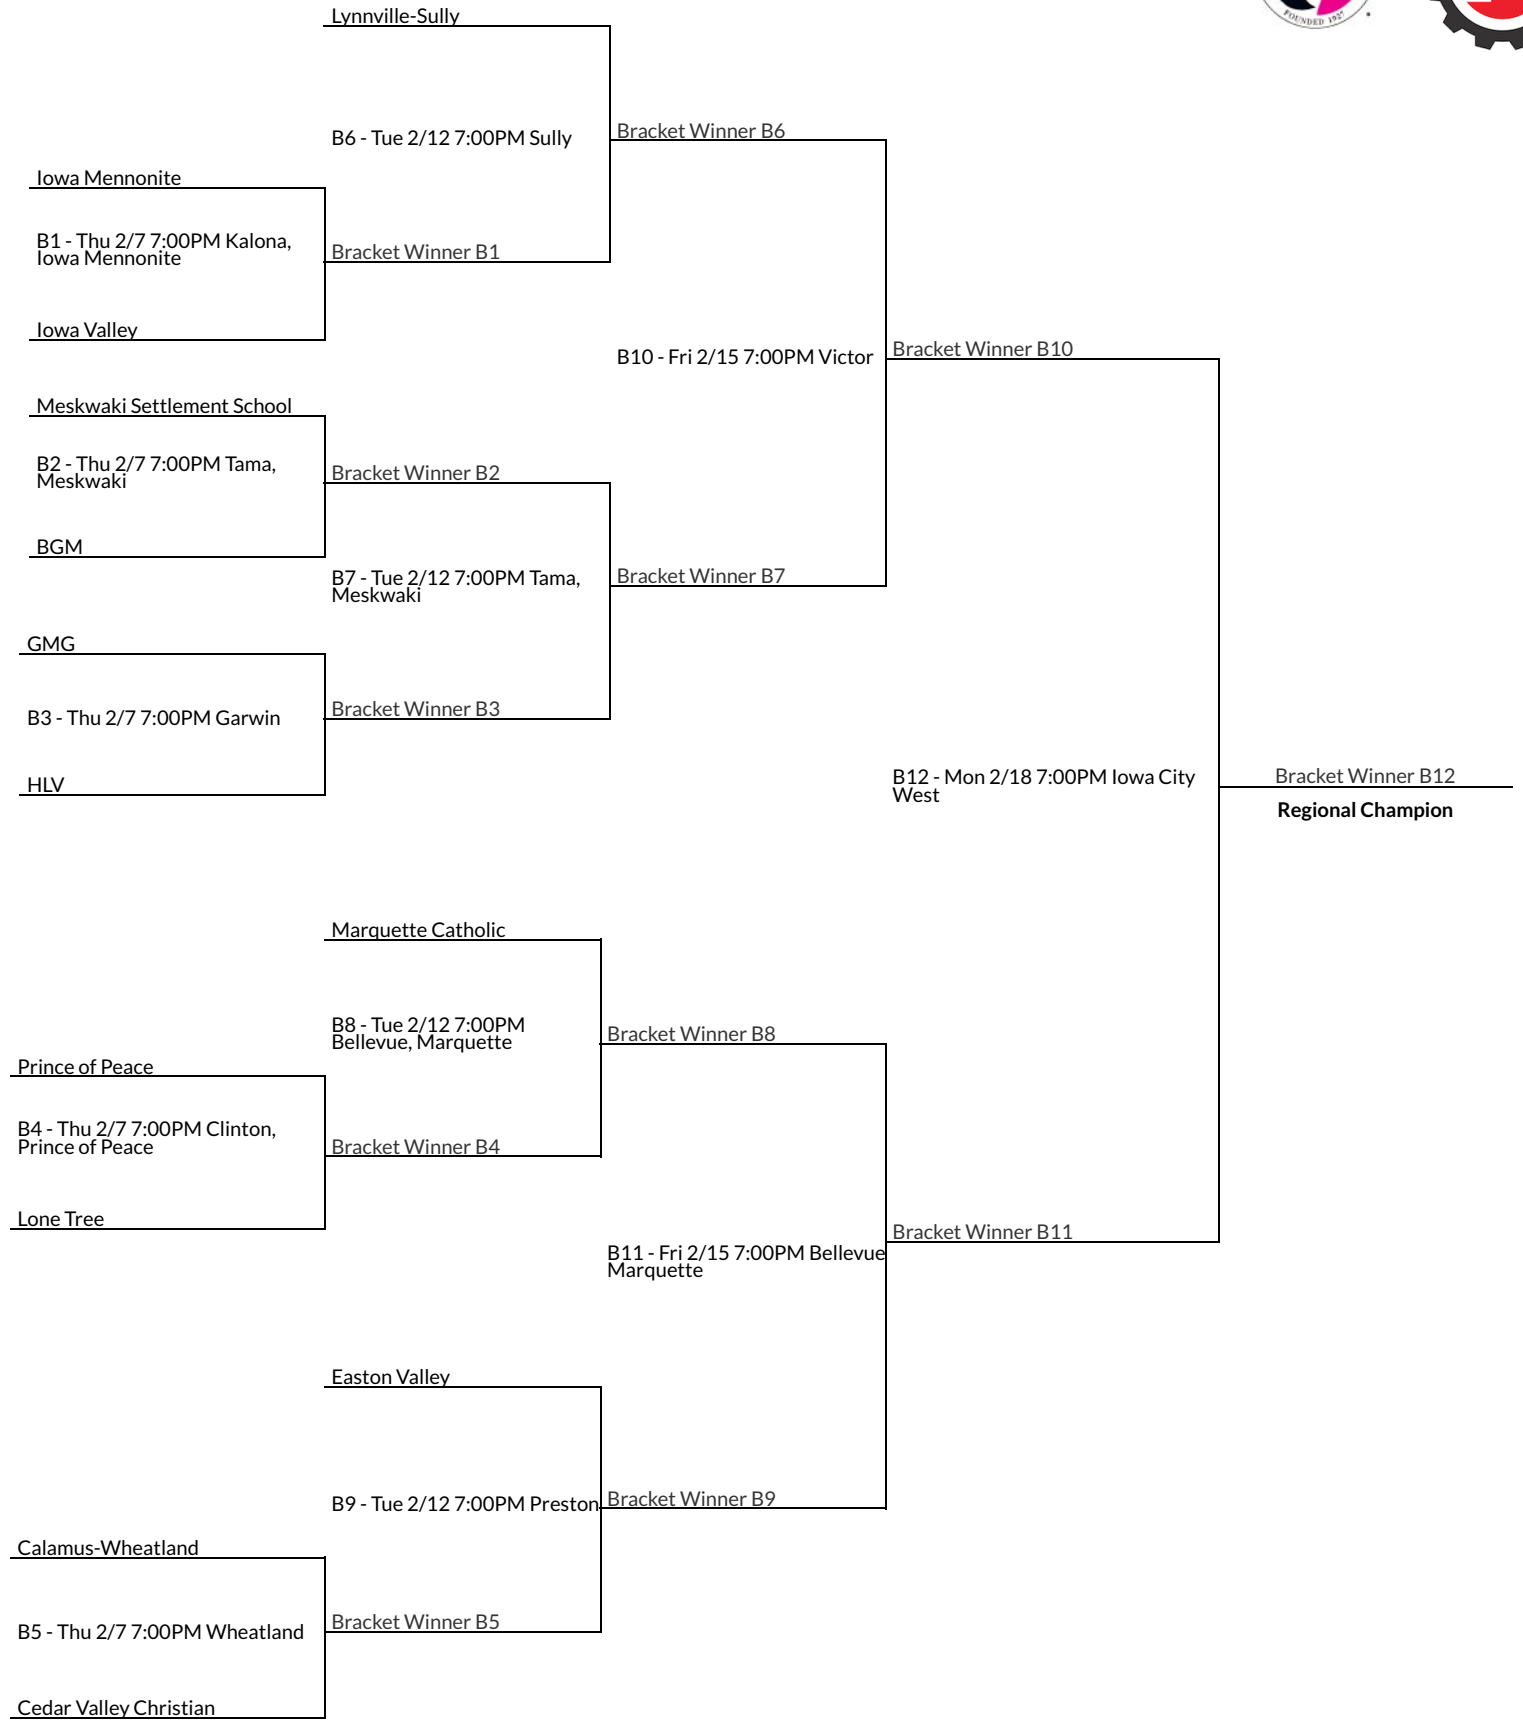 FOUNDED 1927
Lynnville-Sully
B6 - Tue 2/12 7:00PM Sully
Bracket Winner B6
Iowa Mennonite
B1 - Thu 2/7 7:00PM Kalona,
Iowa Mennonite
Bracket Winner B1
Iowa Valley
B10 - Fri 2/15 7:00PM Victor
Bracket Winner B10
Meskwaki Settlement School
B2 - Thu 2/7 7:00PM Tama,
Meskwaki
Bracket Winner B2
BGM
B7 - Tue 2/12 7:00PM Tama,
Meskwaki
Bracket Winner B7
GMG
B3 - Thu 2/7 7:00PM Garwin
Bracket Winner B3
HLV
B12 - Mon 2/18 7:00PM Iowa City
West
Bracket Winner B12
Regional Champion
Marquette Catholic
B8 - Tue 2/12 7:00PM
Bellevue, Marquette
Bracket Winner B8
Prince of Peace
B4 - Thu 2/7 7:00PM Clinton,
Prince of Peace
Bracket Winner B4
Lone Tree
B11 - Fri 2/15 7:00PM Bellevue
Marquette
Bracket Winner B11
Easton Valley
B9 - Tue 2/12 7:00PM Preston
Bracket Winner B9
Calamus-Wheatland
B5 - Thu 2/7 7:00PM Wheatland
Bracket Winner B5
Cedar Valley Christian